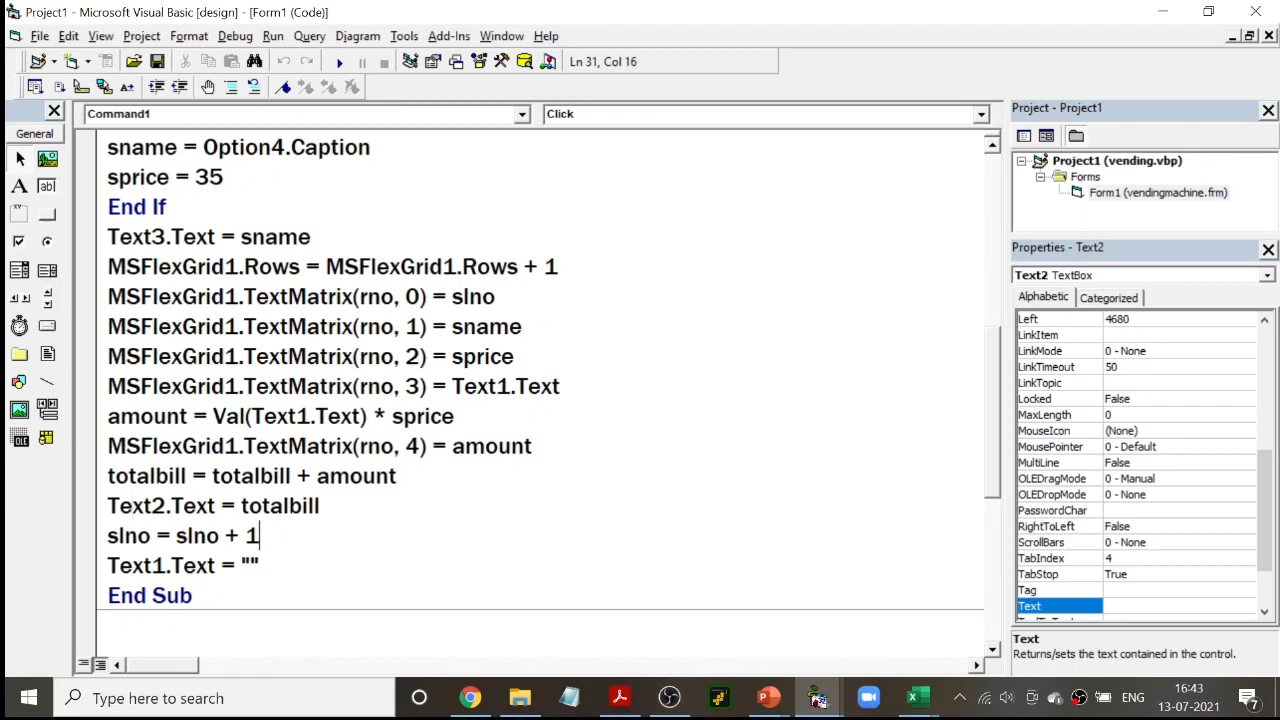 Project1 - Microsoft Visual Basic [design] - [Form1 (Code)]
File Edit View Project Format Debug Run Query Diagram Tools Add-Ins Window Help
Ln 31, Col 16
General
Command1
Click
sname = Option4.Caption
sprice = 35
End If
Text3.Text = sname
MSFlexGrid1.Rows = MSFlexGrid1.Rows + 1
MSFlexGrid1.TextMatrix(rno, 0) = slno
MSFlexGrid1.TextMatrix(rno, 1) = sname
MSFlexGrid1.TextMatrix(rno, 2) = sprice
MSFlexGrid1.TextMatrix(rno, 3) = Text1.Text
amount = Val(Text1.Text) * sprice
MSFlexGrid1.TextMatrix(rno, 4) = amount
totalbill = totalbill + amount
Text2.Text = totalbill
slno = slno + 1
Text1.Text = ""
End Sub
Project - Project1
Project1 (vending.vbp)
Forms
Form1 (vendingmachine.frm)
Properties - Text2
Text2 TextBox
Alphabetic Categorized
Left 4680
LinkItem
LinkMode 0 - None
LinkTimeout 50
LinkTopic
Locked False
MaxLength 0
MouseIcon (None)
MousePointer 0 - Default
MultiLine False
OLEDragMode 0 - Manual
OLEDropMode 0 - None
PasswordChar
RightToLeft False
ScrollBars 0 - None
TabIndex 4
TabStop True
Tag
Text
Text
Returns/sets the text contained in the control.
Type here to search
ENG
16:43
13-07-2021
7